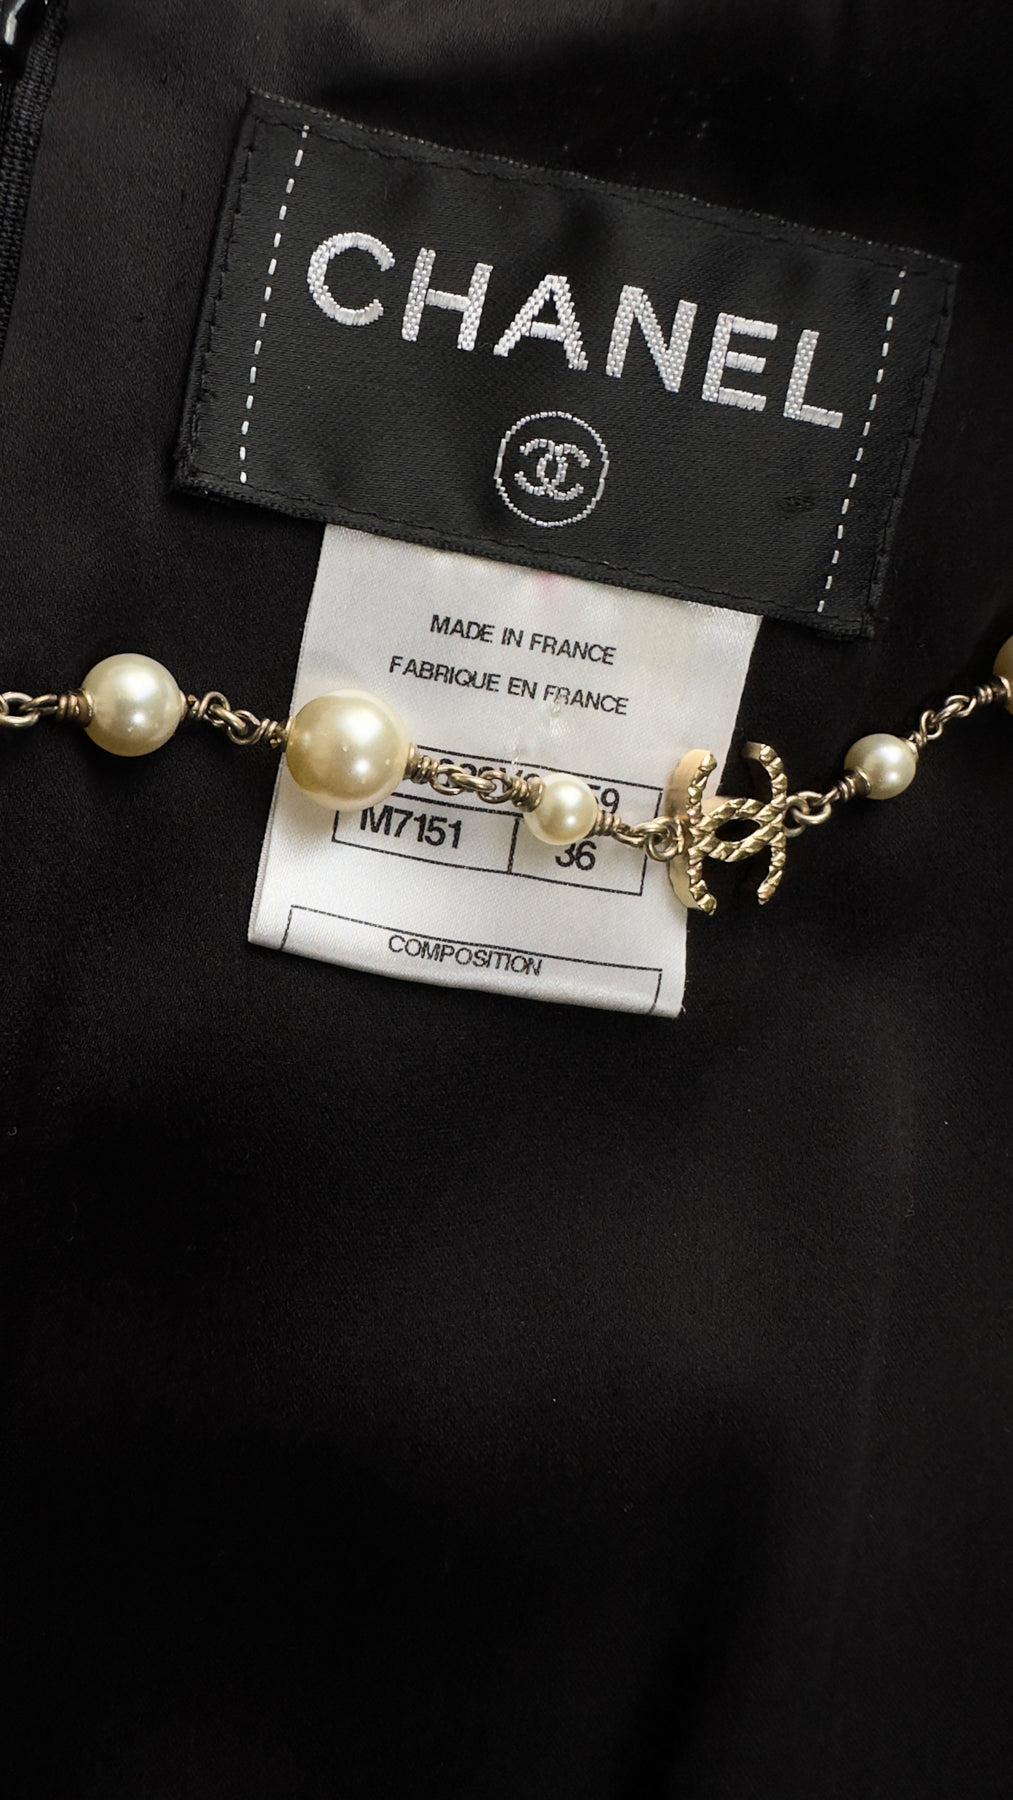 CHANEL
MADE IN FRANCE
FABRIQUE EN FRANCE
M7151 36
COMPOSITION